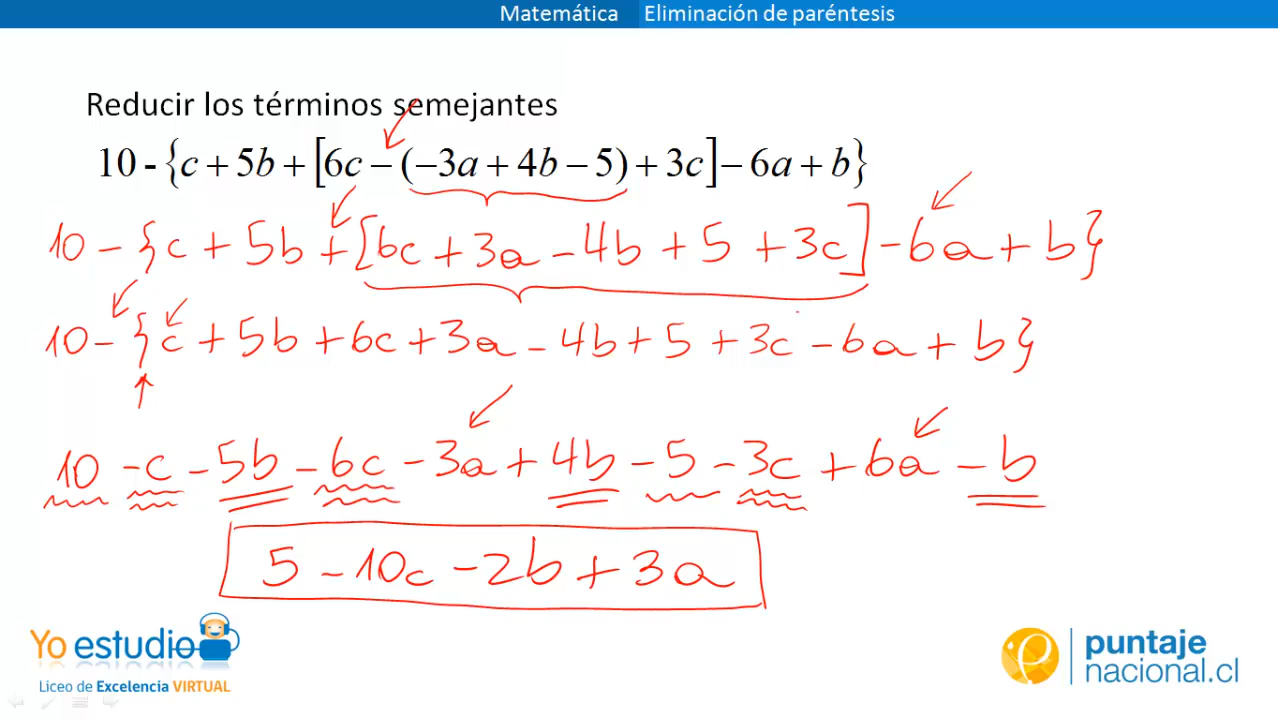 Matemática Eliminación de paréntesis
Reducir los términos semejantes
10 - {c + 5b + [6c − (−3a + 4b − 5) + 3c] − 6a + b}
10 - {c + 5b + [6c + 3a - 4b + 5 + 3c] - 6a + b}
10 - {c + 5b + 6c + 3a - 4b + 5 + 3c - 6a + b}
10 - c - 5b - 6c - 3a + 4b - 5 - 3c + 6a - b
5 - 10c - 2b + 3a
Yo estudio
Liceo de Excelencia VIRTUAL
puntaje
nacional.cl